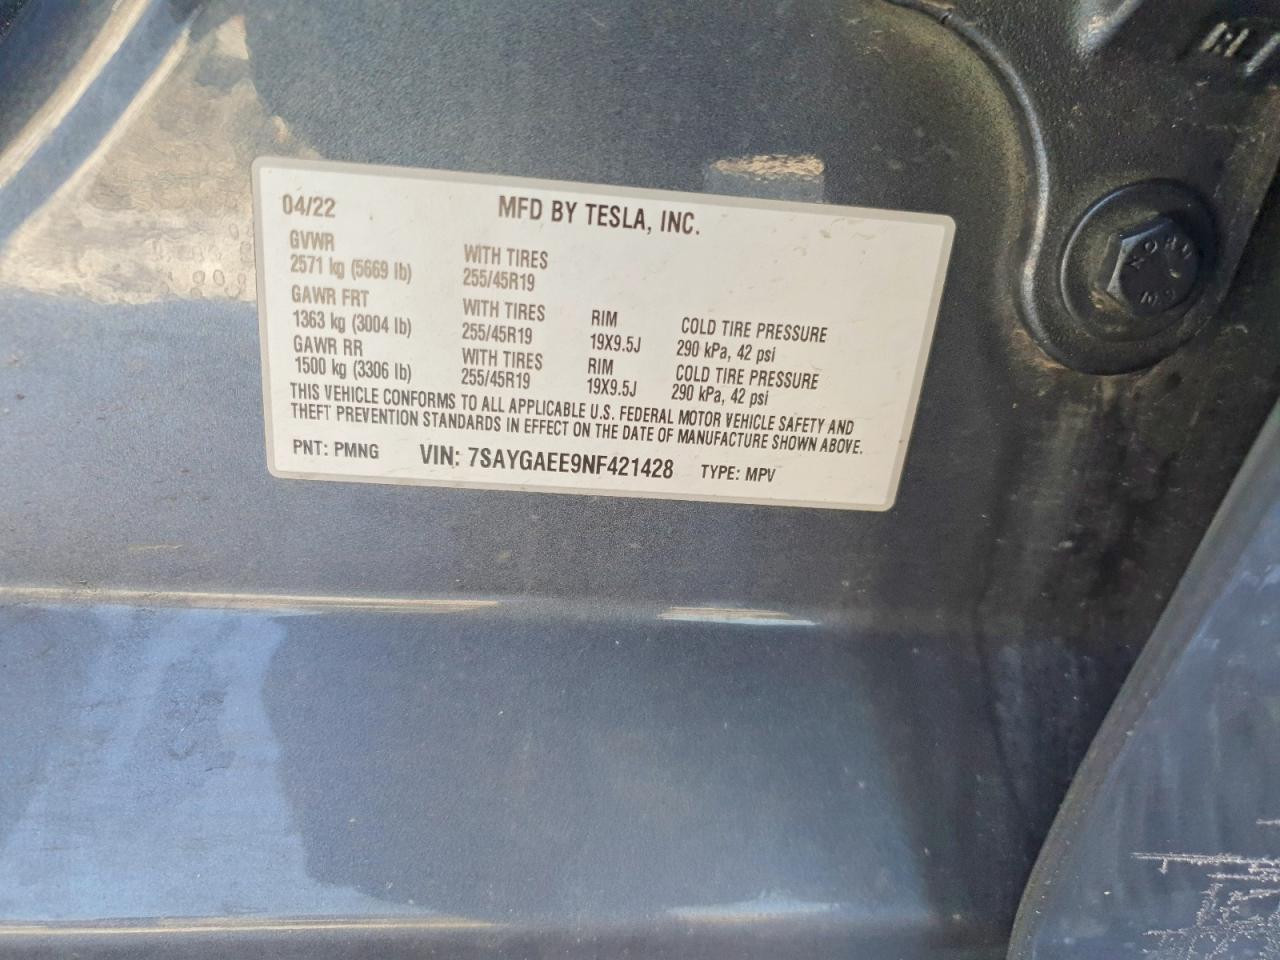 04/22 MFD BY TESLA, INC.
GVWR
2571 kg (5669 lb)
WITH TIRES
255/45R19
GAWR FRT
1363 kg (3004 lb)
WITH TIRES
255/45R19
RIM
19X9.5J
COLD TIRE PRESSURE
290 kPa, 42 psi
GAWR RR
1500 kg (3306 lb)
WITH TIRES
255/45R19
RIM
19X9.5J
COLD TIRE PRESSURE
290 kPa, 42 psi
THIS VEHICLE CONFORMS TO ALL APPLICABLE U.S. FEDERAL MOTOR VEHICLE SAFETY AND
THEFT PREVENTION STANDARDS IN EFFECT ON THE DATE OF MANUFACTURE SHOWN ABOVE.
PNT: PMNG VIN: 7SAYGAEE9NF421428 TYPE: MPV